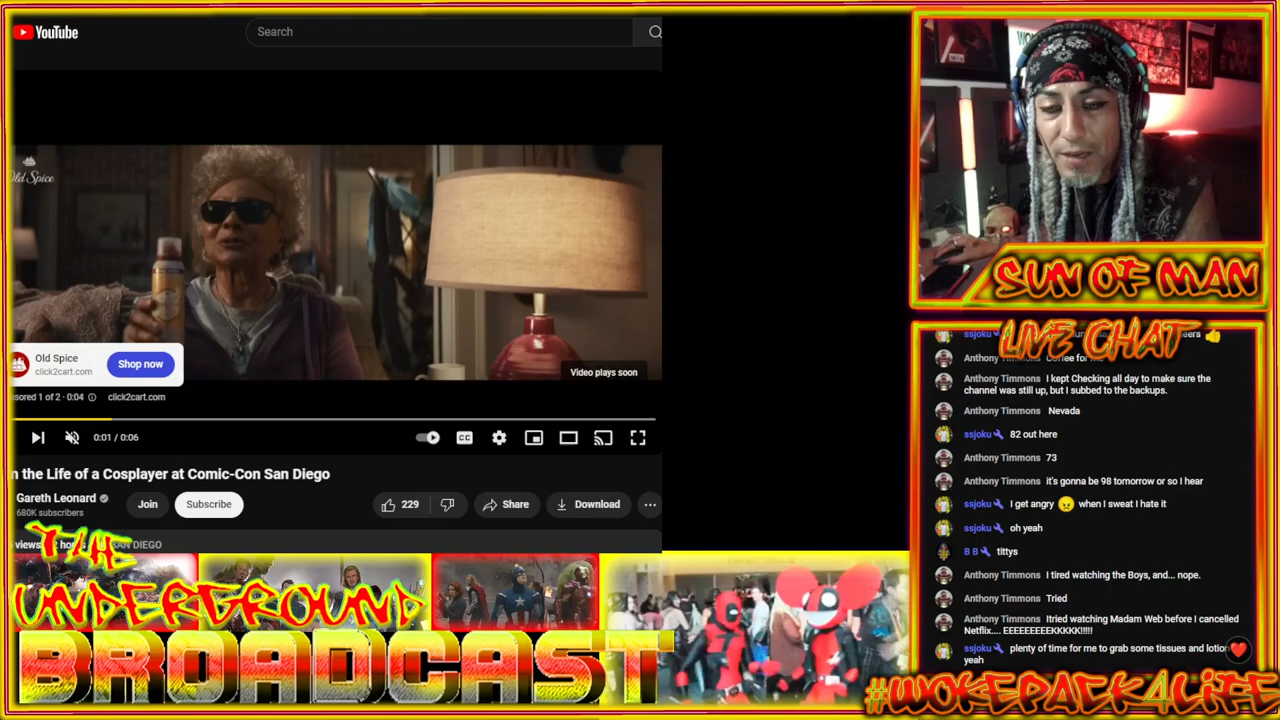 YouTube
Search
Old Spice
Old Spice
click2cart.com
Shop now
Video plays soon
sored 1 of 2 · 0:04
click2cart.com
0:01 / 0:06
CC
n the Life of a Cosplayer at Comic-Con San Diego
Gareth Leonard
680K subscribers
Join
Subscribe
229
Share
Download
views
SAN DIEGO
THE
UNDERGROUND
BROADCAST
SUN OF MAN
LIVE CHAT
ssjoku
Anthony Timmons
Anthony Timmons I kept Checking all day to make sure the
channel was still up, but I subbed to the backups.
Anthony Timmons Nevada
ssjoku 82 out here
Anthony Timmons 73
Anthony Timmons it's gonna be 98 tomorrow or so I hear
ssjoku I get angry 😠 when I sweat I hate it
ssjoku oh yeah
B B tittys
Anthony Timmons I tired watching the Boys, and... nope.
Anthony Timmons Tried
Anthony Timmons Itried watching Madam Web before I cancelled
Netflix.... EEEEEEEEEKKKKK!!!!!
ssjoku plenty of time for me to grab some tissues and lotion
yeah
#WOKEPACK4LIFE